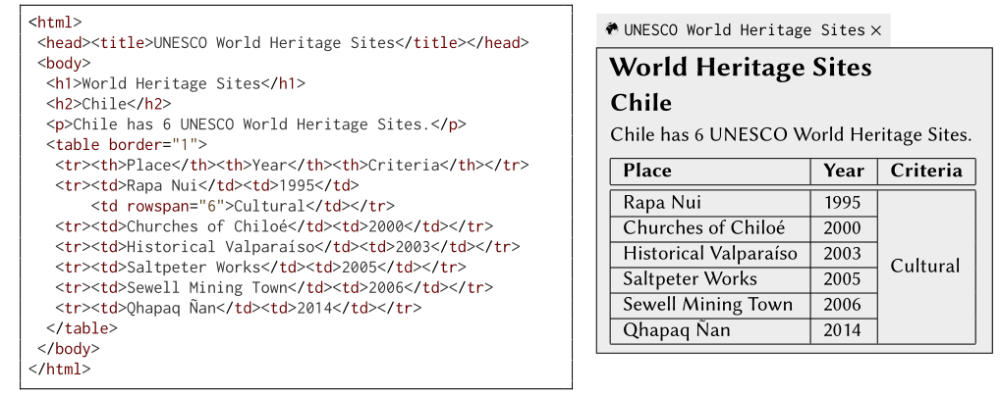 <html>
<head><title>UNESCO World Heritage Sites</title></head>
<body>
<h1>World Heritage Sites</h1>
<h2>Chile</h2>
<p>Chile has 6 UNESCO World Heritage Sites.</p>
<table border="1">
<tr><th>Place</th><th>Year</th><th>Criteria</th></tr>
<tr><td>Rapa Nui</td><td>1995</td>
<td rowspan="6">Cultural</td></tr>
<tr><td>Churches of Chiloé</td><td>2000</td></tr>
<tr><td>Historical Valparaíso</td><td>2003</td></tr>
<tr><td>Saltpeter Works</td><td>2005</td></tr>
<tr><td>Sewell Mining Town</td><td>2006</td></tr>
<tr><td>Qhapaq Ñan</td><td>2014</td></tr>
</table>
</body>
</html>
UNESCO World Heritage Sites ×
World Heritage Sites
Chile
Chile has 6 UNESCO World Heritage Sites.
Place Year Criteria
Rapa Nui 1995
Churches of Chiloé 2000
Historical Valparaíso 2003
Cultural
Saltpeter Works 2005
Sewell Mining Town 2006
Qhapaq Ñan 2014